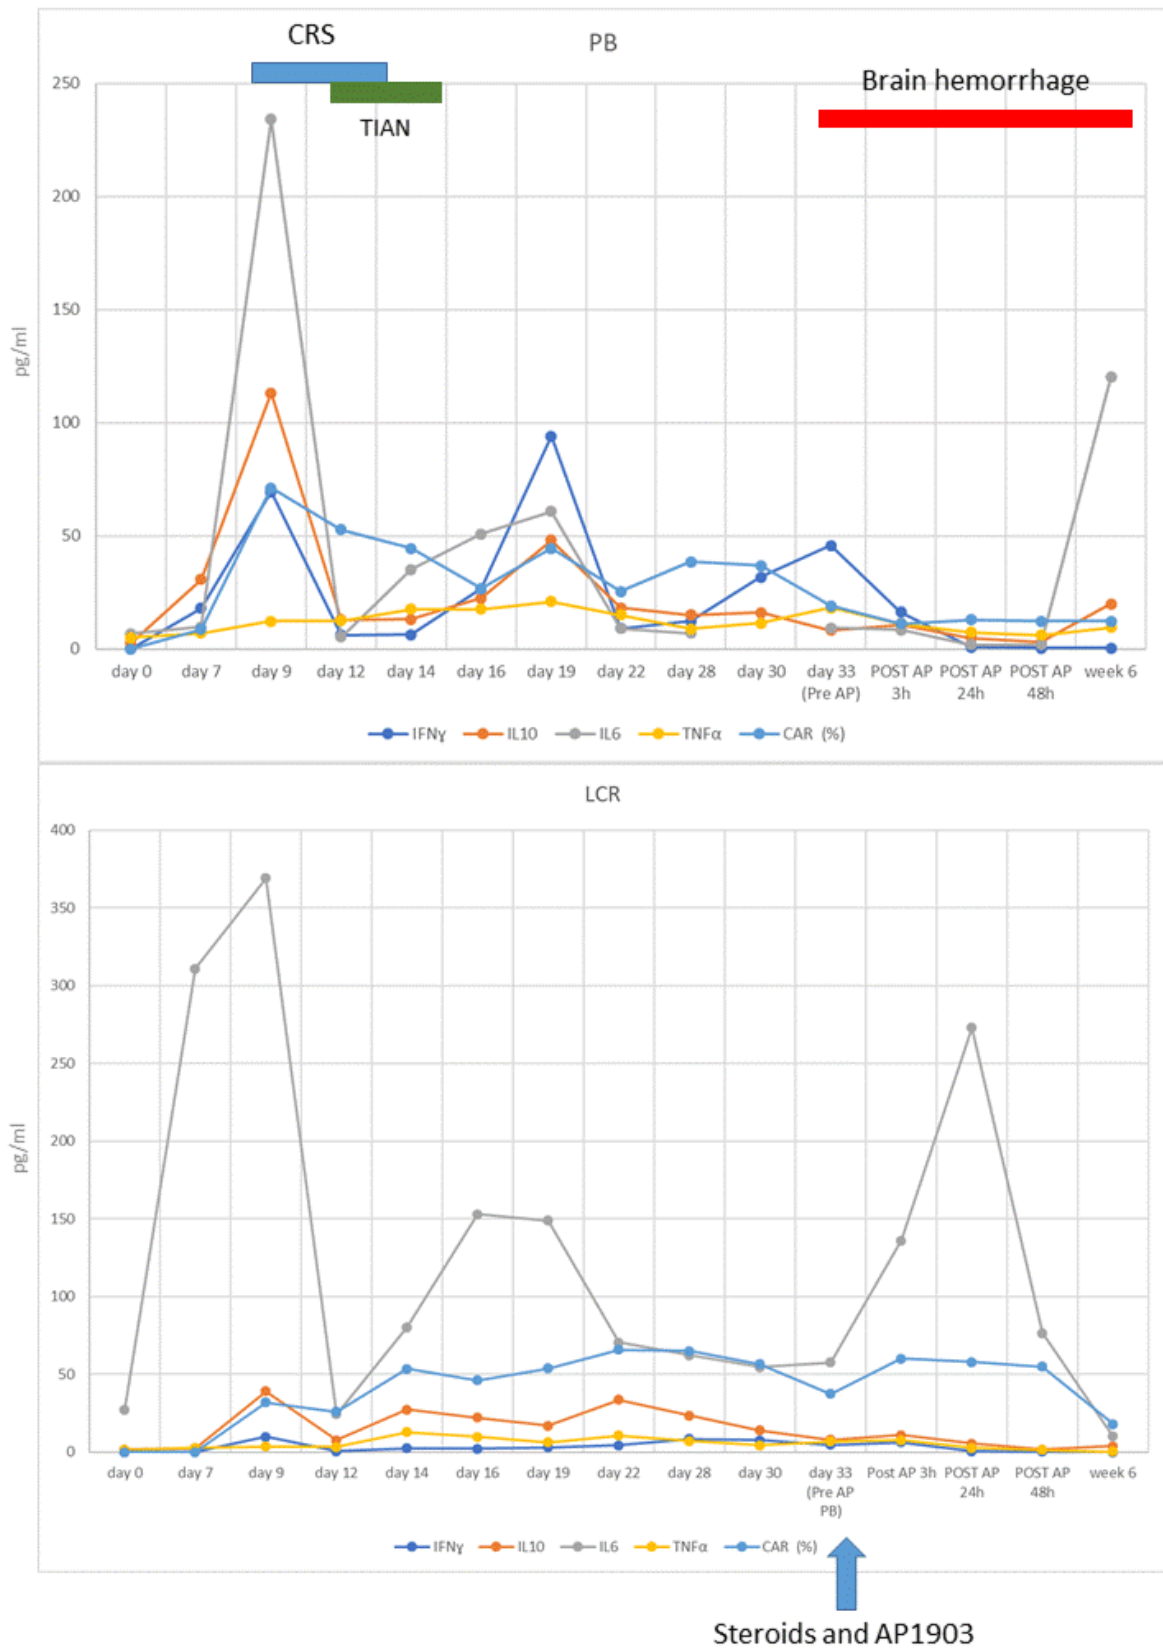 CRS
PB
250
Brain hemorrhage
TIAN
200
150
pg/ml
100
50
0
day 0 day 7 day 9 day 12 day 14 day 16 day 19 day 22 day 28 day 30 day 33 POST AP POST AP POST AP week 6
(Pre AP) 3h 24h 48h
IFNɣ IL10 IL6 TNFα CAR (%)
LCR
400
350
300
250
pg/ml
200
150
100
50
0
day 0 day 7 day 9 day 12 day 14 day 16 day 19 day 22 day 28 day 30 day 33 Post AP 3h POST AP POST AP week 6
(Pre AP 24h 48h
PB)
IFNɣ IL10 IL6 TNFα CAR (%)
Steroids and AP1903